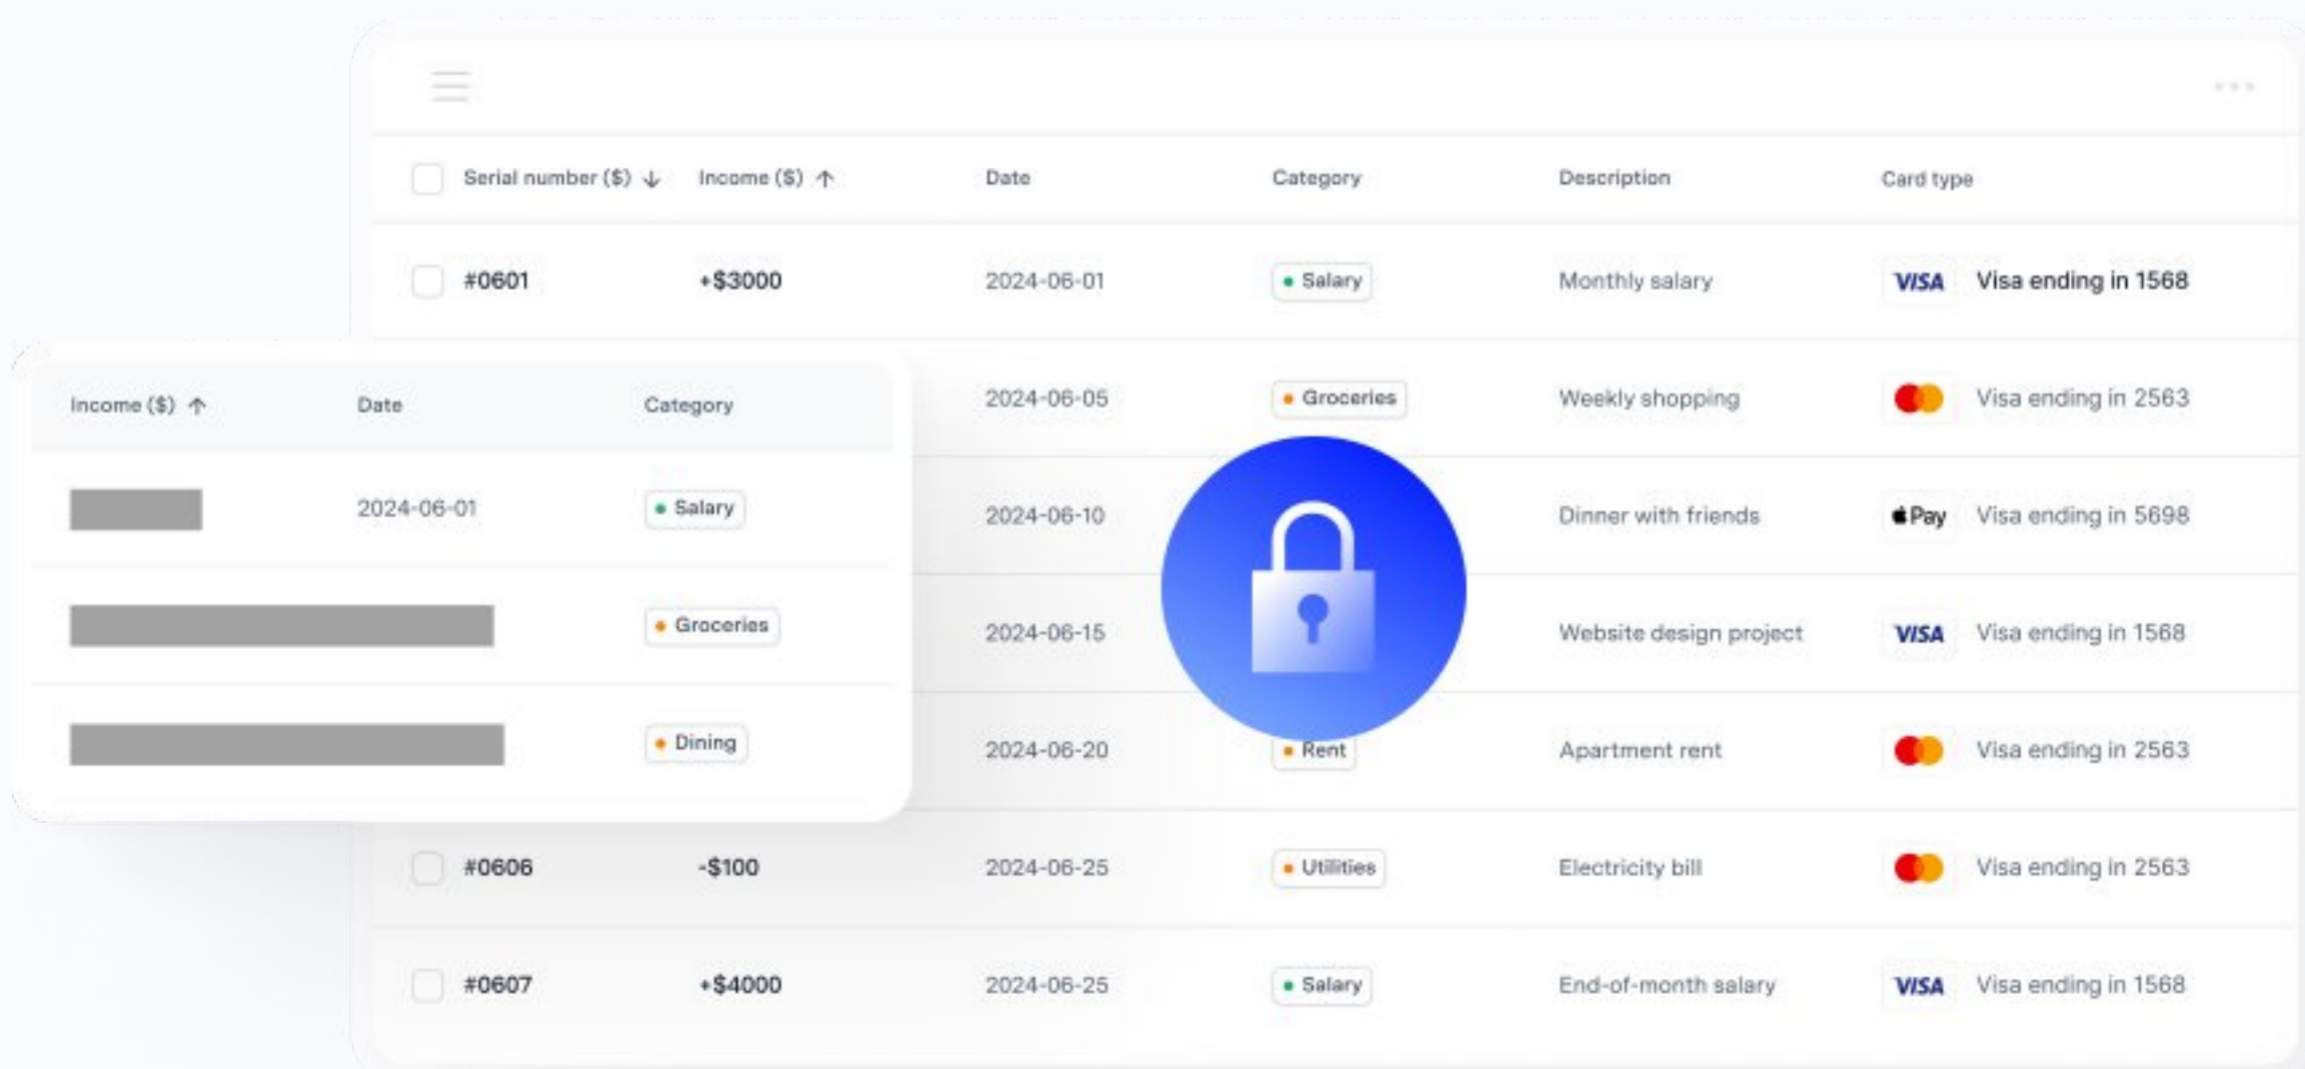 Serial number ($) ↓ Income ($) ↑ Date Category Description Card type
#0601 +$3000 2024-06-01 Salary Monthly salary VISA Visa ending in 1568
2024-06-05 Groceries Weekly shopping Visa ending in 2563
2024-06-10 Dinner with friends Pay Visa ending in 5698
2024-06-15 Website design project VISA Visa ending in 1568
2024-06-20 Rent Apartment rent Visa ending in 2563
#0606 -$100 2024-06-25 Utilities Electricity bill Visa ending in 2563
#0607 +$4000 2024-06-25 Salary End-of-month salary VISA Visa ending in 1568
Income ($) ↑ Date Category
2024-06-01 Salary
Groceries
Dining